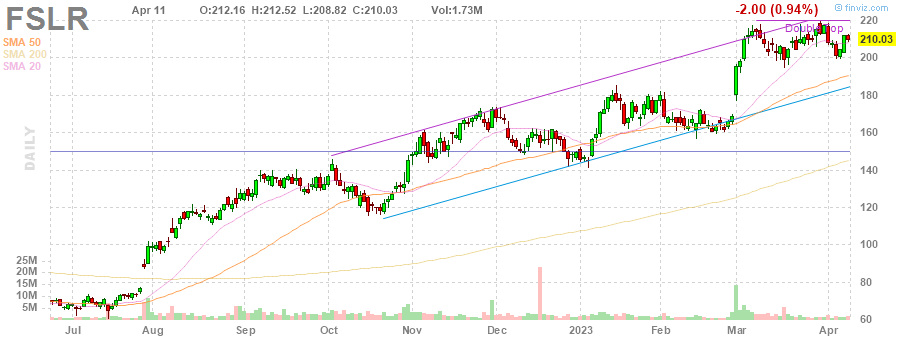 FSLR
Apr 11 O:212.16 H:212.52 L:208.82 C:210.03 Vol:1.73M
-2.00 (0.94%)
© finviz.com
SMA 50
SMA 200
SMA 20
Double Top
220
210.03
200
180
160
140
120
100
80
60
DAILY
25M
20M
15M
10M
5M
Jul Aug Sep Oct Nov Dec 2023 Feb Mar Apr